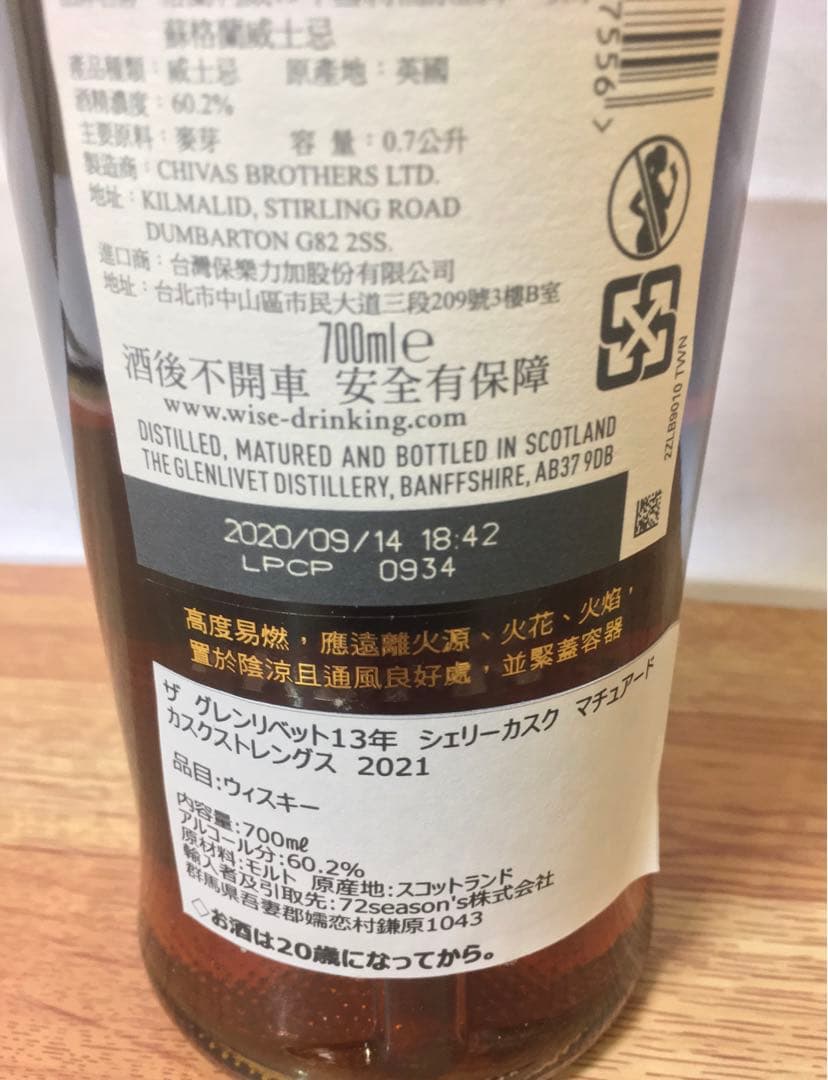 蘇格蘭威士忌
產品種類：威士忌 原產地：英國
酒精濃度：60.2%
主要原料：麥芽 容 量：0.7公升
製造商：CHIVAS BROTHERS LTD.
地址：KILMALID, STIRLING ROAD
DUMBARTON G82 2SS.
進口商：台灣保樂力加股份有限公司
地址：台北市中山區市民大道三段209號3樓B室
700ml e
酒後不開車 安全有保障
www.wise-drinking.com
DISTILLED, MATURED AND BOTTLED IN SCOTLAND
THE GLENLIVET DISTILLERY, BANFFSHIRE, AB37 9DB
7556 >
2ZLB9010 TWN
2020/09/14 18:42
LPCP 0934
高度易燃，應遠離火源、火花、火焰，
置於陰涼且通風良好處，並緊蓋容器
ザ グレンリベット13年 シェリーカスク マチュアード
カスクストレングス 2021
品目:ウィスキー
内容量:700㎖
アルコール分:60.2%
原材料:モルト 原産地:スコットランド
輸入者及引取先:72season's株式会社
群馬県吾妻郡嬬恋村鎌原1043
◇お酒は20歳になってから。